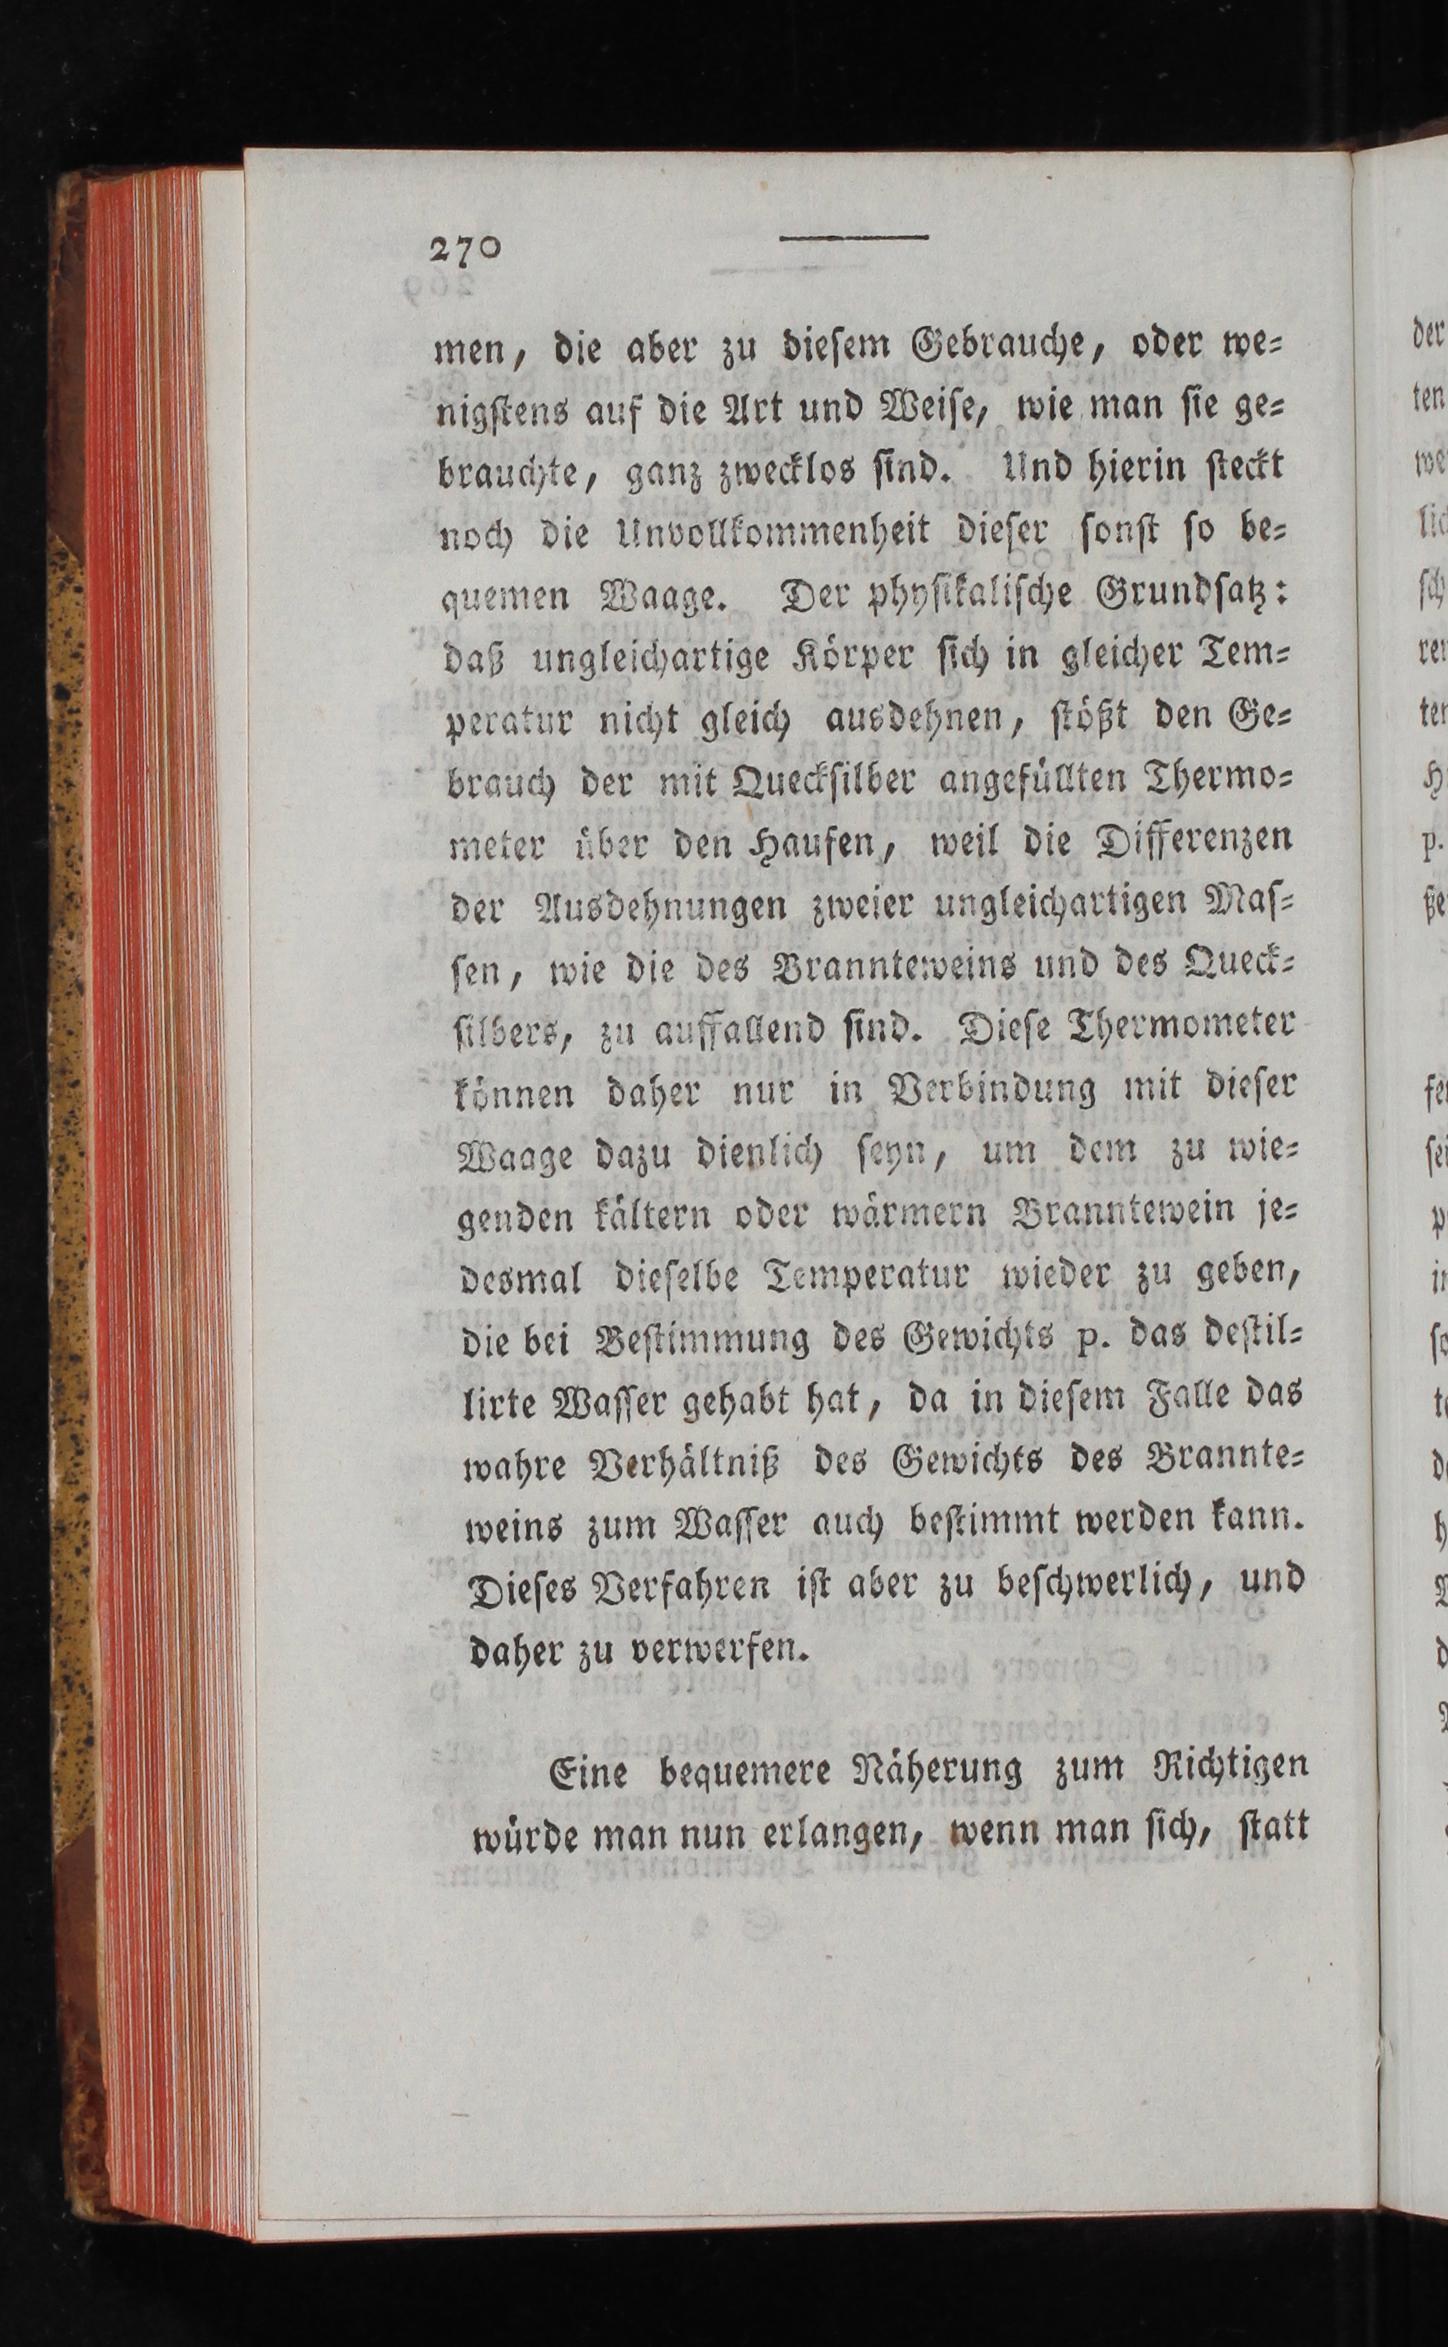 270
men, die aber zu dieſem Gebrauche, oder we⸗
nigſtens auf die Art und Weiſe, wie man ſie ge⸗
brauchte, ganz zwecklos ſind. Und hierin ſteckt
noch die Unvollkommenheit dieſer ſonſt ſo be⸗
quemen Waage. Der phyſikaliſche Grundſatz:
daß ungleichartige Körper ſich in gleicher Tem⸗
peratur nicht gleich ausdehnen, ſtößt den Ge⸗
brauch der mit Queckſilber angefüllten Thermo⸗
meter über den Haufen, weil die Differenzen
der Ausdehnungen zweier ungleichartigen Maſ⸗
ſen, wie die des Brannteweins und des Queck⸗
ſilbers, zu auffallend ſind. Dieſe Thermometer
können daher nur in Verbindung mit dieſer
Waage dazu dienlich ſeyn, um dem zu wie⸗
genden kältern oder wärmern Branntewein je⸗
desmal dieſelbe Temperatur wieder zu geben,
die bei Beſtimmung des Gewichts p. das deſtil⸗
lirte Waſſer gehabt hat, da in dieſem Falle das
wahre Verhältniß des Gewichts des Brannte⸗
weins zum Waſſer auch beſtimmt werden kann.
Dieſes Verfahren iſt aber zu beſchwerlich, und
daher zu verwerfen.
Eine bequemere Näherung zum Richtigen
würde man nun erlangen, wenn man ſich, ſtatt